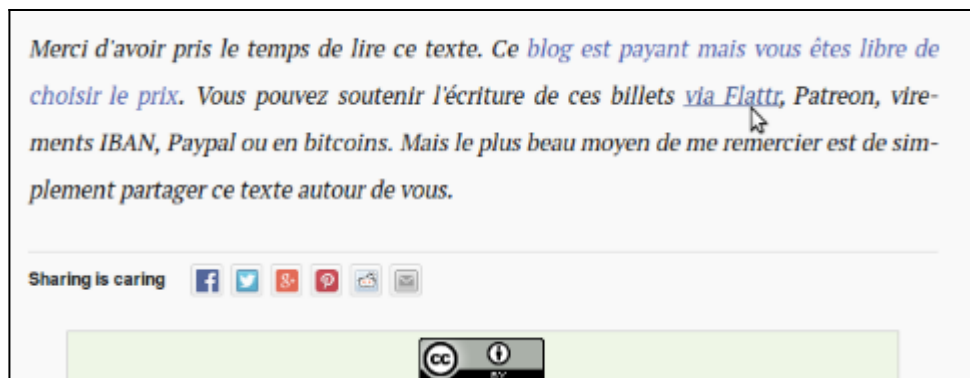 Merci d'avoir pris le temps de lire ce texte. Ce blog est payant mais vous êtes libre de
choisir le prix. Vous pouvez soutenir l'écriture de ces billets via Flattr, Patreon, vire-
ments IBAN, Paypal ou en bitcoins. Mais le plus beau moyen de me remercier est de sim-
plement partager ce texte autour de vous.
Sharing is caring
cc